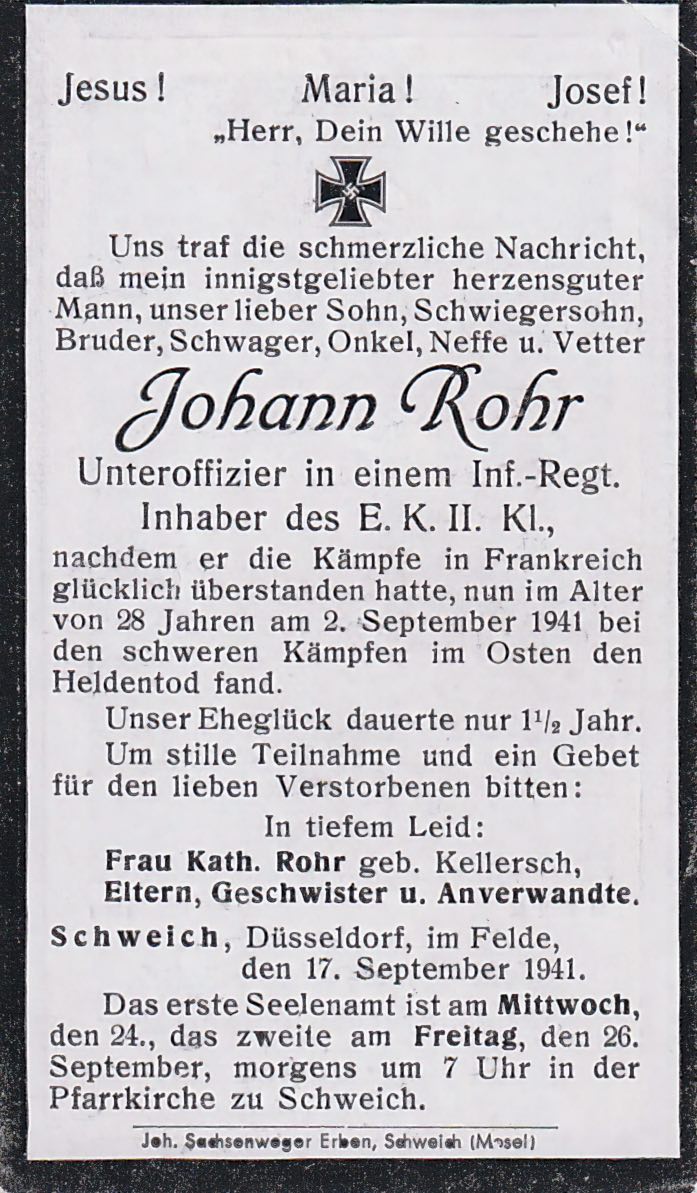 Jesus! Maria! Josef!
„Herr, Dein Wille geschehe!“
Uns traf die schmerzliche Nachricht,
daß mein innigstgeliebter herzensguter
Mann, unser lieber Sohn, Schwiegersohn,
Bruder, Schwager, Onkel, Neffe u. Vetter
Johann Rohr
Unteroffizier in einem Inf.-Regt.
Inhaber des E. K. II. Kl.,
nachdem er die Kämpfe in Frankreich
glücklich überstanden hatte, nun im Alter
von 28 Jahren am 2. September 1941 bei
den schweren Kämpfen im Osten den
Heldentod fand.
Unser Eheglück dauerte nur 1½ Jahr.
Um stille Teilnahme und ein Gebet
für den lieben Verstorbenen bitten:
In tiefem Leid:
Frau Kath. Rohr geb. Kellersch,
Eltern, Geschwister u. Anverwandte.
Schweich, Düsseldorf, im Felde,
den 17. September 1941.
Das erste Seelenamt ist am Mittwoch,
den 24., das zweite am Freitag, den 26.
September, morgens um 7 Uhr in der
Pfarrkirche zu Schweich.
Joh. Sachsenweger Erben, Schweich (Mosel)